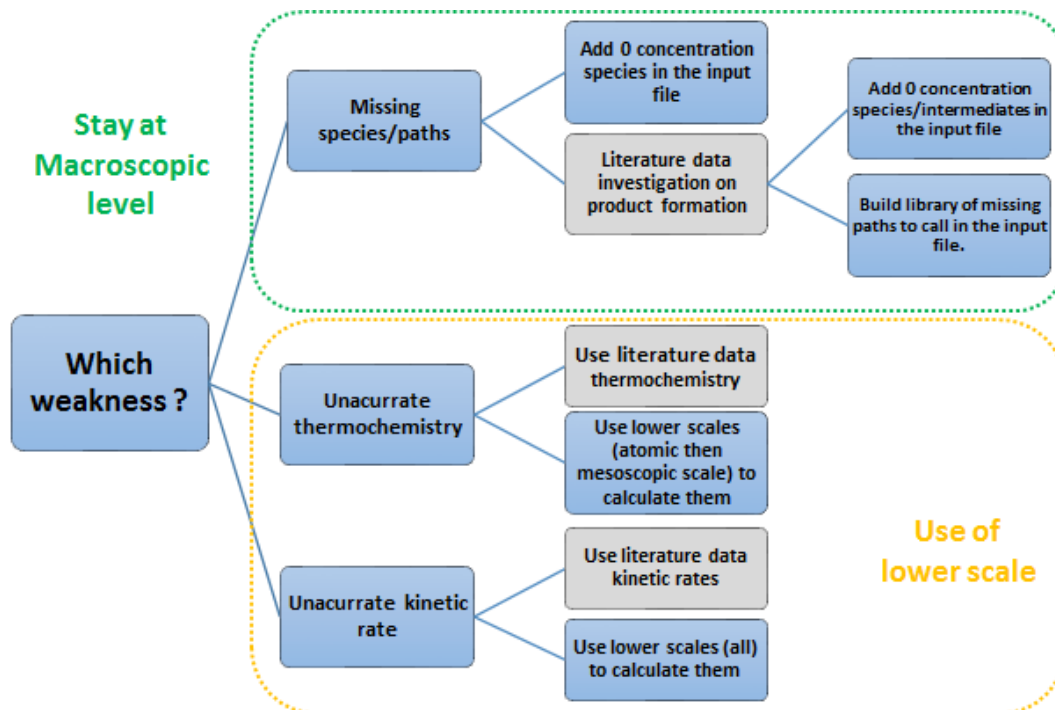 Stay at
Macroscopic
level
Missing
species/paths
Add 0 concentration
species in the input
file
Literature data
investigation on
product formation
Add 0 concentration
species/intermediates in
the input file
Build library of missing
paths to call in the input
file.
Which
weakness ?
Unacurrate
thermochemistry
Use literature data
thermochemistry
Use lower scales
(atomic then
mesoscopic scale) to
calculate them
Unacurrate kinetic
rate
Use literature data
kinetic rates
Use lower scales (all)
to calculate them
Use of
lower scale